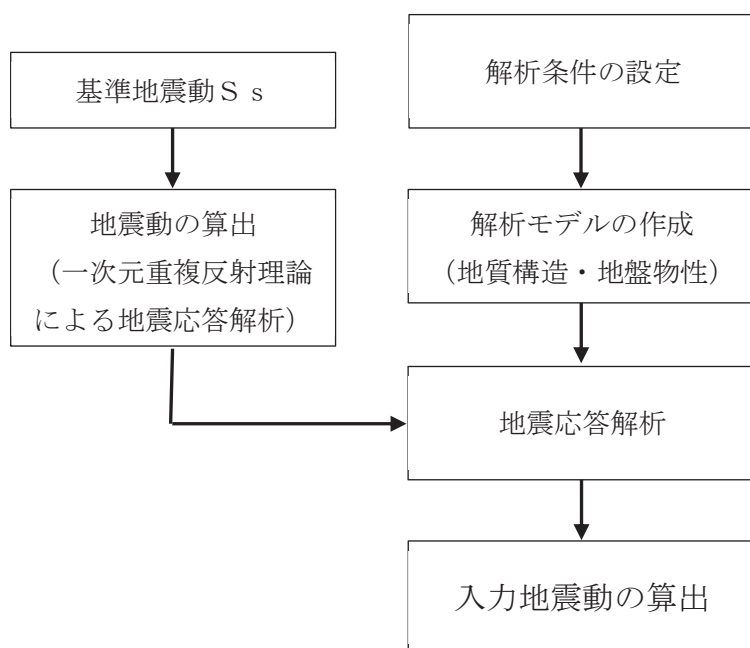 基準地震動Ｓｓ
地震動の算出
（一次元重複反射理論
による地震応答解析）
解析条件の設定
解析モデルの作成
（地質構造・地盤物性）
地震応答解析
入力地震動の算出